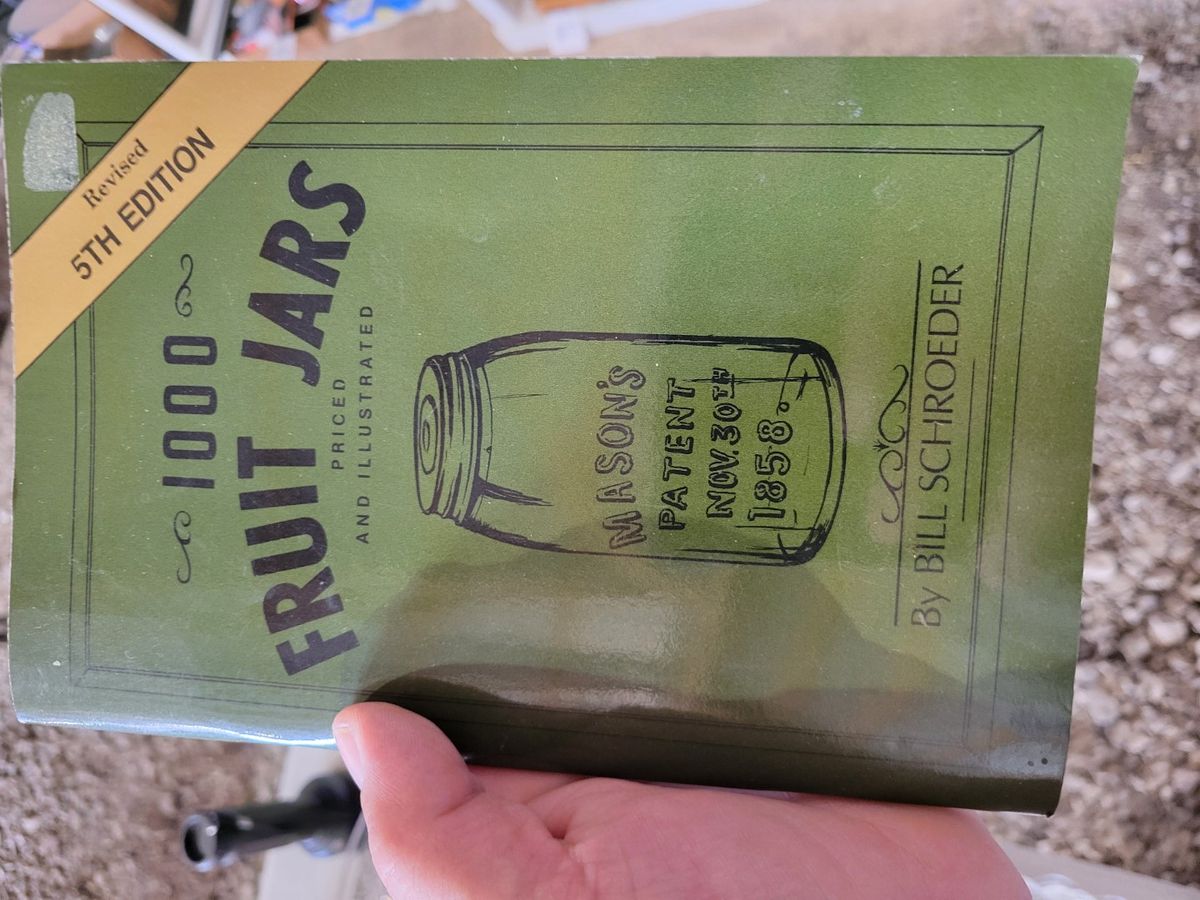 Revised
5TH EDITION
1000
FRUIT JARS
PRICED
AND ILLUSTRATED
MASON'S
PATENT
NOV. 30TH
1858.
By BILL SCHROEDER